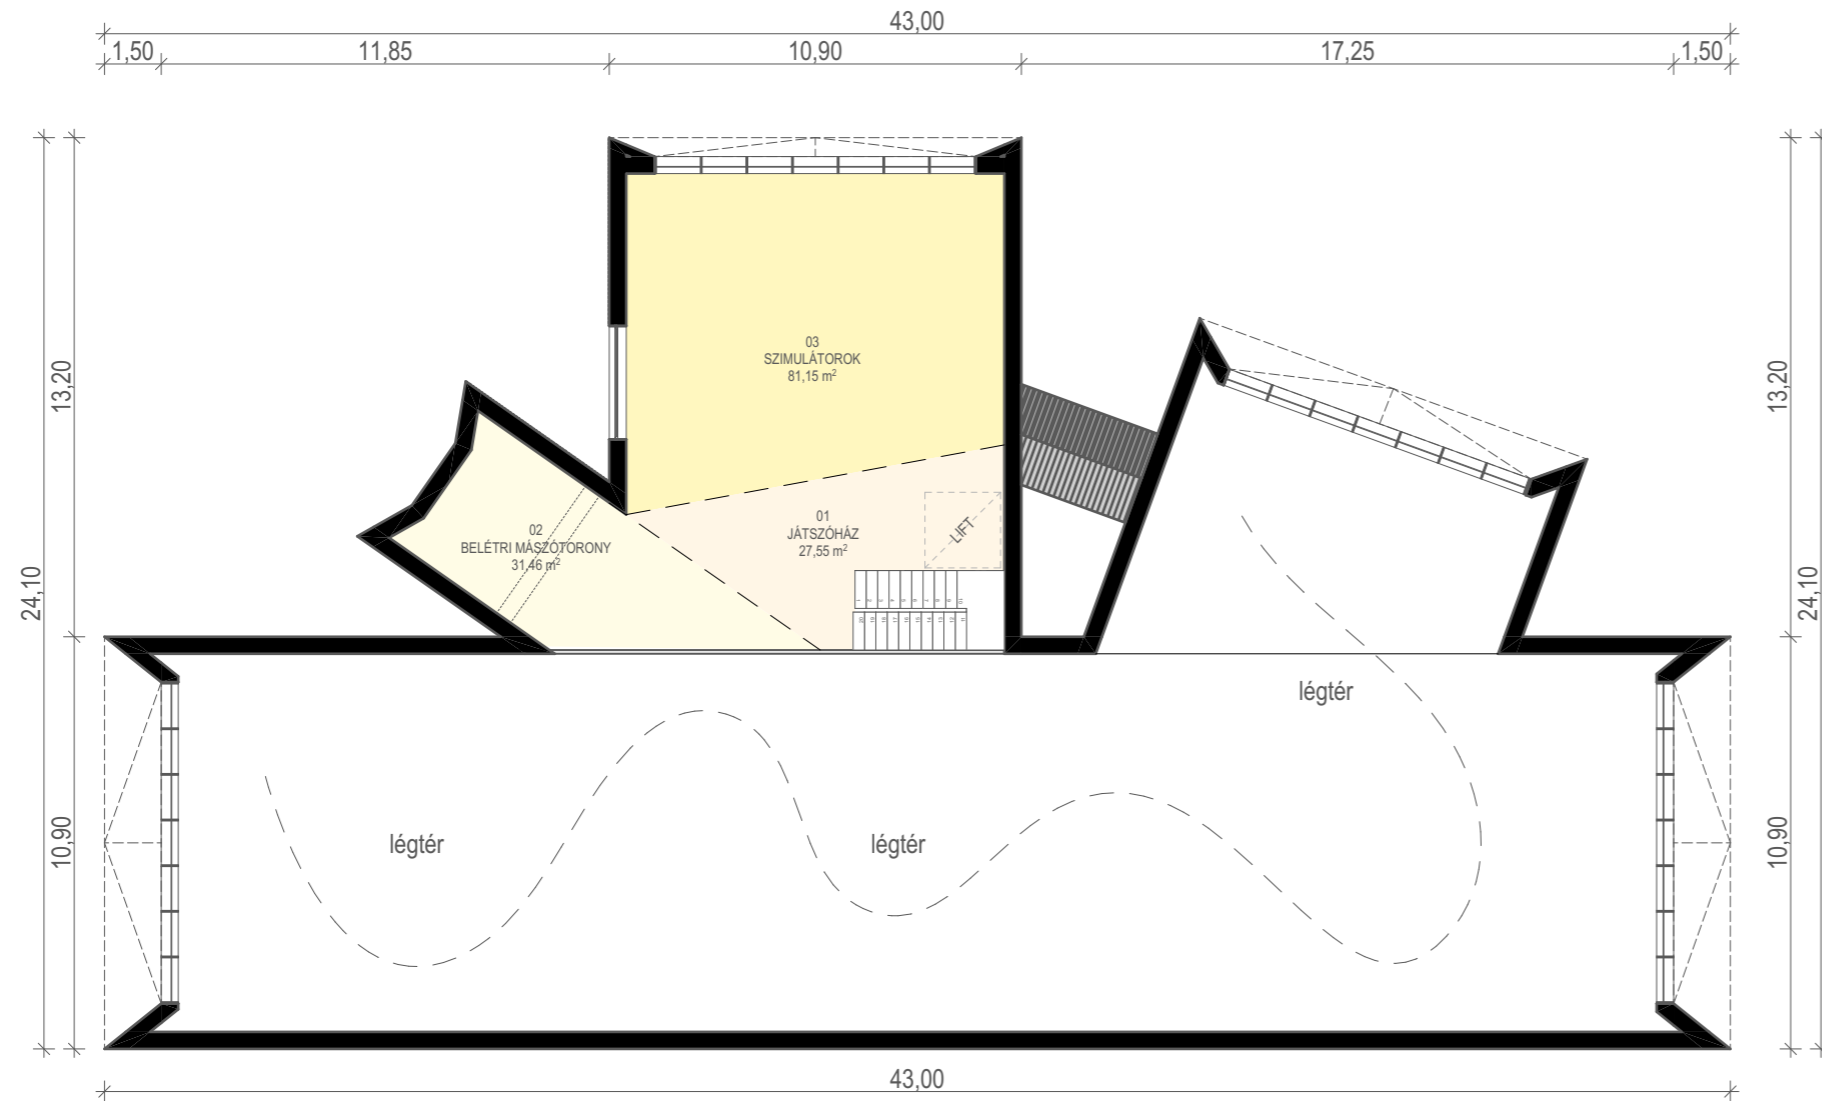 43,00
1,50
11,85
10,90
17,25
1,50
03
SZIMULÁTOROK
81,15 m²
13,20
13,20
02
BELÉTRI MÁSZÓTORONY
31,46 m²
01
JÁTSZÓHÁZ
27,55 m²
LIFT
24,10
24,10
légtér
10,90
légtér
légtér
10,90
43,00